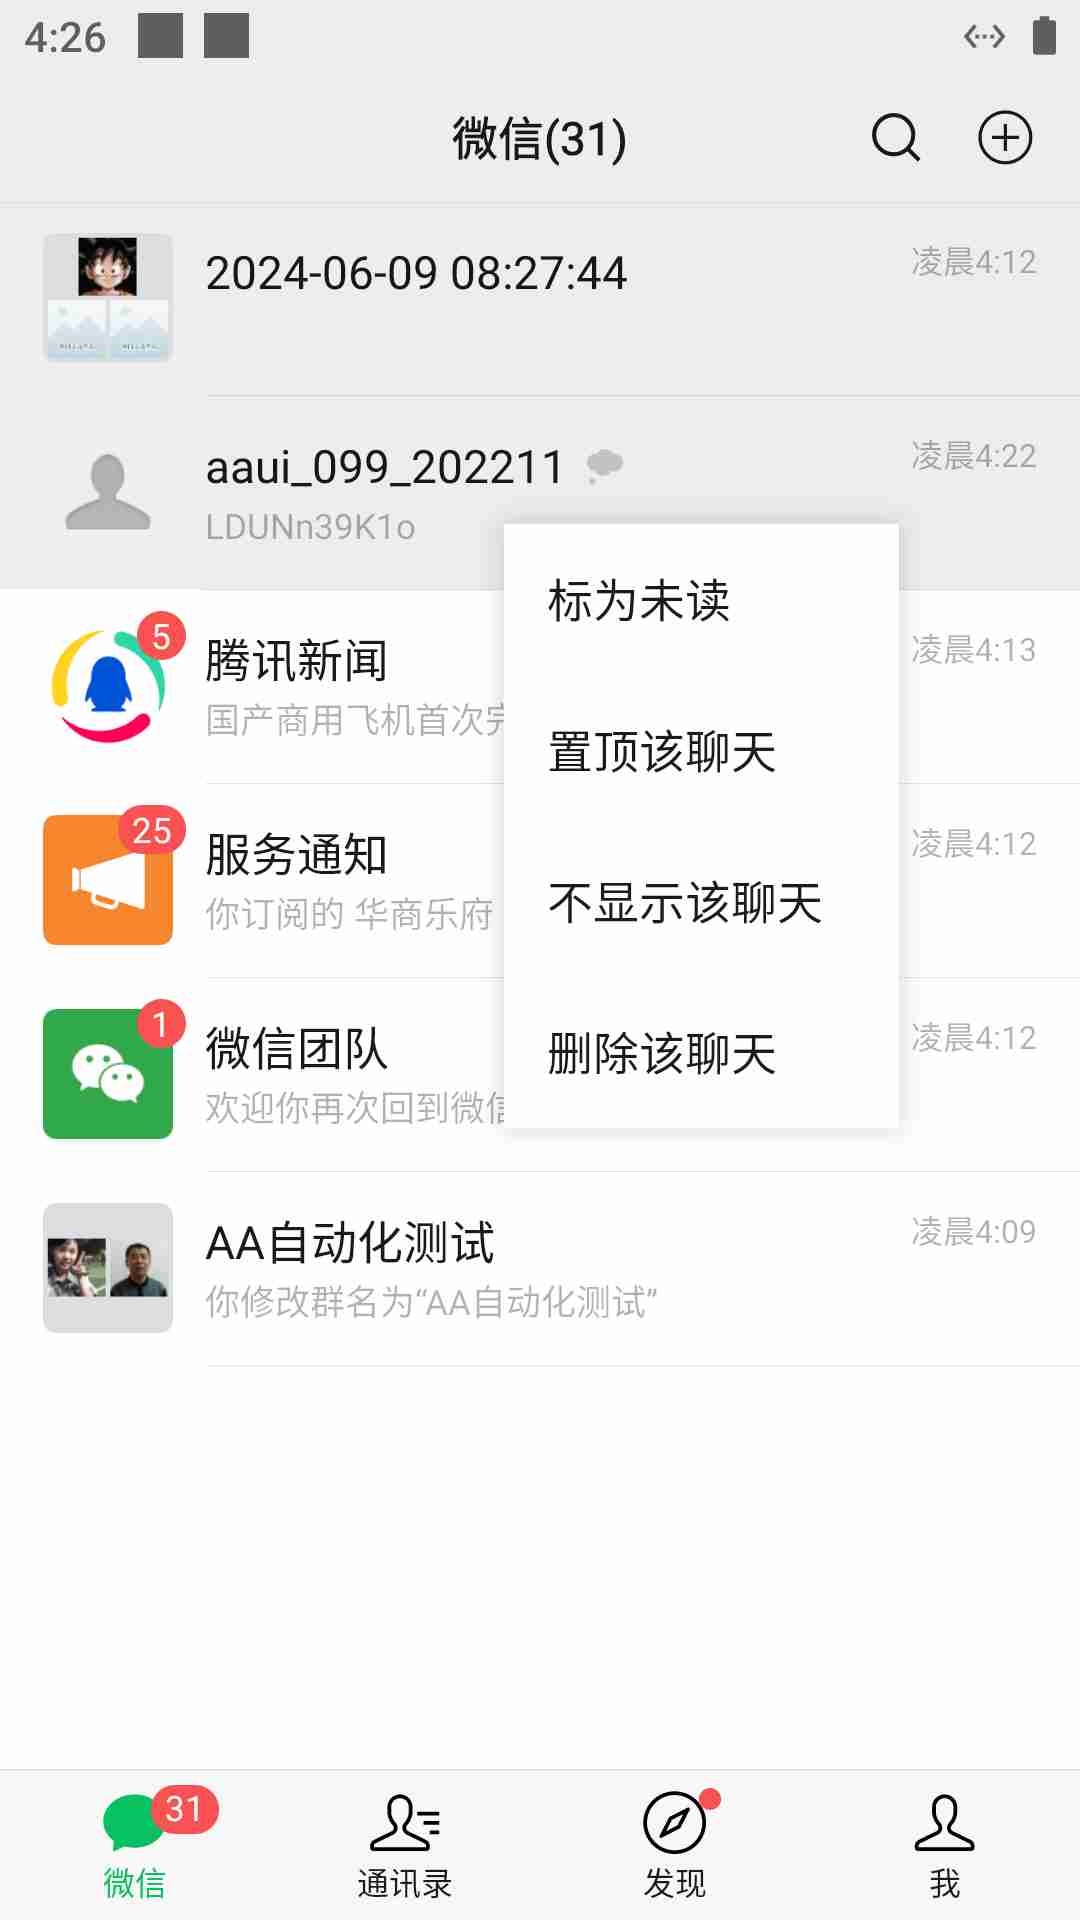 4:26
微信(31)
2024-06-09 08:27:44
凌晨4:12
aaui_099_202211
凌晨4:22
LDUNn39K1o
标为未读
置顶该聊天
不显示该聊天
删除该聊天
5
腾讯新闻
凌晨4:13
国产商用飞机首次
25
服务通知
凌晨4:12
你订阅的 华商乐府
1
微信团队
凌晨4:12
欢迎你再次回到微信
AA自动化测试
凌晨4:09
你修改群名为“AA自动化测试”
31
微信
通讯录
发现
我